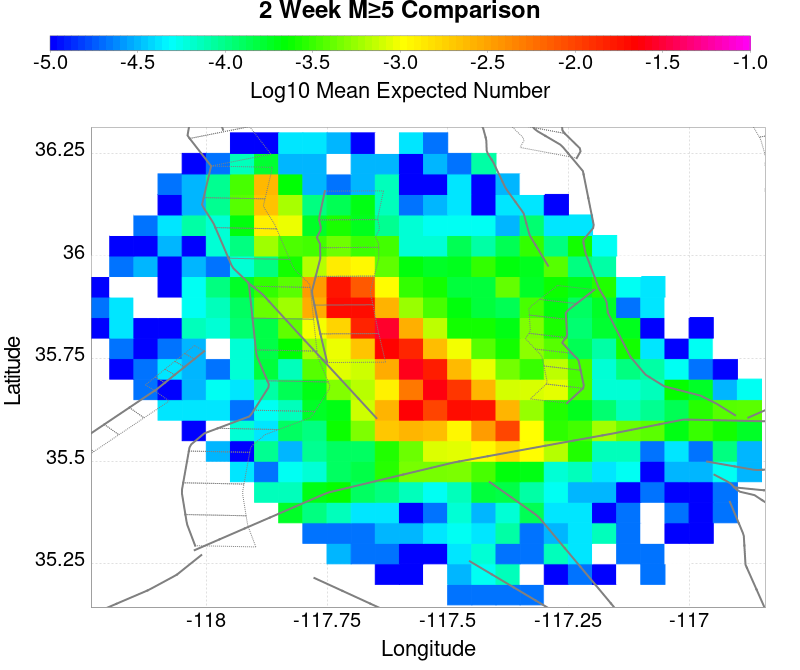 2 Week M≥5 Comparison
-5.0 -4.5 -4.0 -3.5 -3.0 -2.5 -2.0 -1.5 -1.0
Log10 Mean Expected Number
36.25
36
35.75
35.5
35.25
Latitude
-118 -117.75 -117.5 -117.25 -117
Longitude